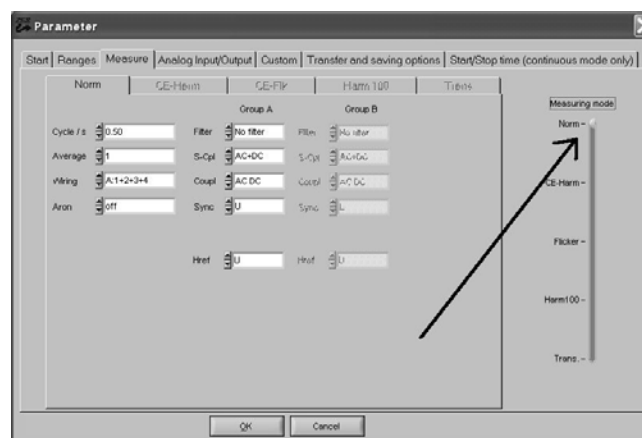 Parameter
Start Ranges Measure Analog Input/Output Custom Transfer and saving options Start/Stop time (continuous mode only)
Norm CE-Harm CE-Flk Harm100 Trans
Measuring mode
Group A Group B
Norm
Cycle / s 0.50 Filter No filter Filter No filter
Average 1 S-Cpl AC+DC S-Cpl AC+DC
Wiring A:1+2+3+4 Coupl AC DC Coupl AC DC
CE-Harm
Aron off Sync U Sync U
Flicker
Href U Href U
Harm100
Trans.
OK Cancel